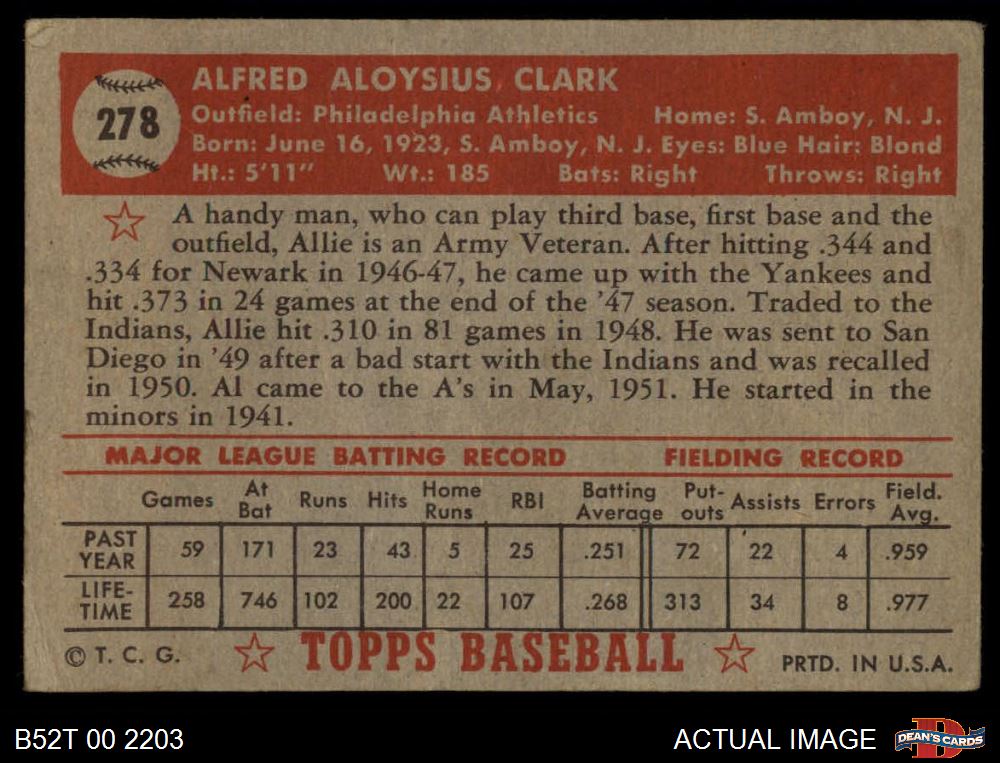 278
ALFRED ALOYSIUS CLARK
Outfield: Philadelphia Athletics Home: S. Amboy, N. J.
Born: June 16, 1923, S. Amboy, N. J. Eyes: Blue Hair: Blond
Ht.: 5'11" Wt.: 185 Bats: Right Throws: Right
A handy man, who can play third base, first base and the
outfield, Allie is an Army Veteran. After hitting .344 and
.334 for Newark in 1946-47, he came up with the Yankees and
hit .373 in 24 games at the end of the '47 season. Traded to the
Indians, Allie hit .310 in 81 games in 1948. He was sent to San
Diego in '49 after a bad start with the Indians and was recalled
in 1950. Al came to the A's in May, 1951. He started in the
minors in 1941.
MAJOR LEAGUE BATTING RECORD FIELDING RECORD
Games At Bat Runs Hits Home Runs RBI Batting Average Put-outs Assists Errors Field. Avg.
PAST YEAR 59 171 23 43 5 25 .251 72 22 4 .959
LIFE-TIME 258 746 102 200 22 107 .268 313 34 8 .977
© T. C. G. TOPPS BASEBALL PRTD. IN U.S.A.
B52T 00 2203 ACTUAL IMAGE D DEAN'S CARDS